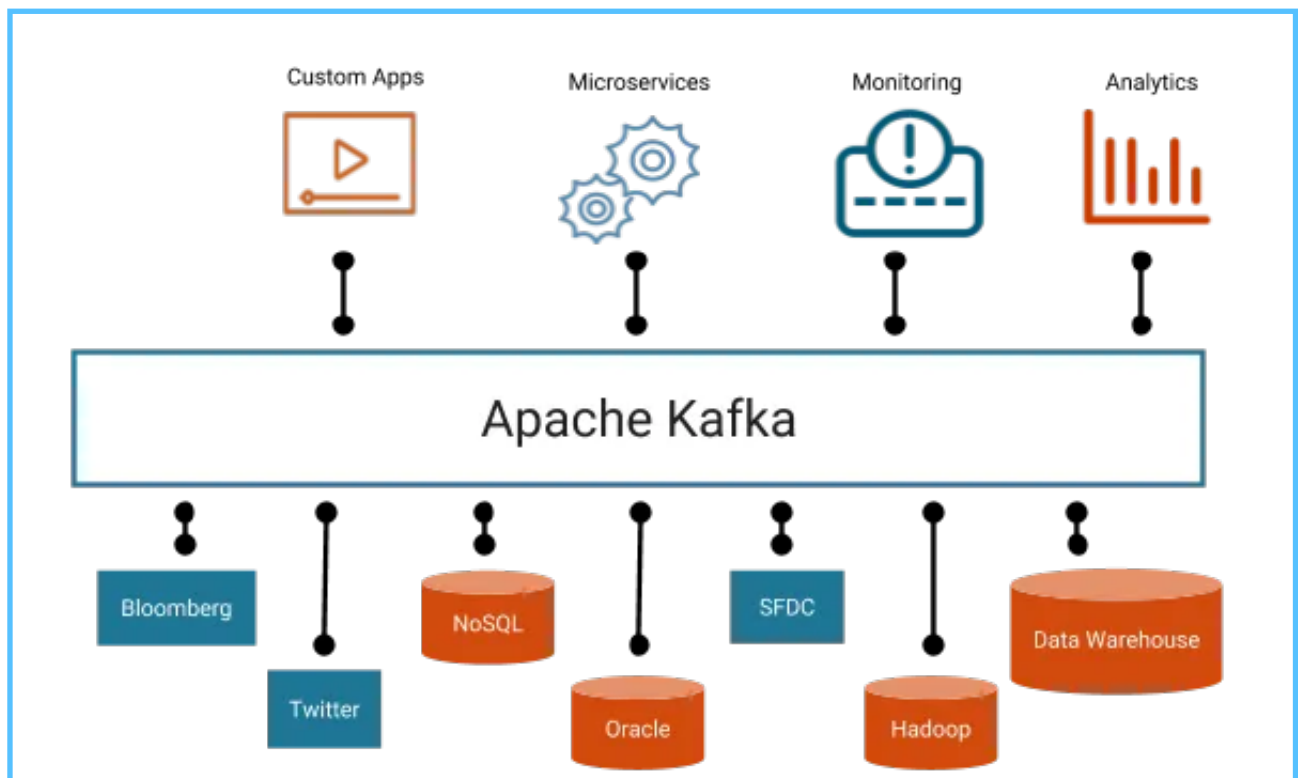 Custom Apps
Microservices
Monitoring
Analytics
Apache Kafka
Bloomberg
Twitter
NoSQL
Oracle
SFDC
Hadoop
Data Warehouse